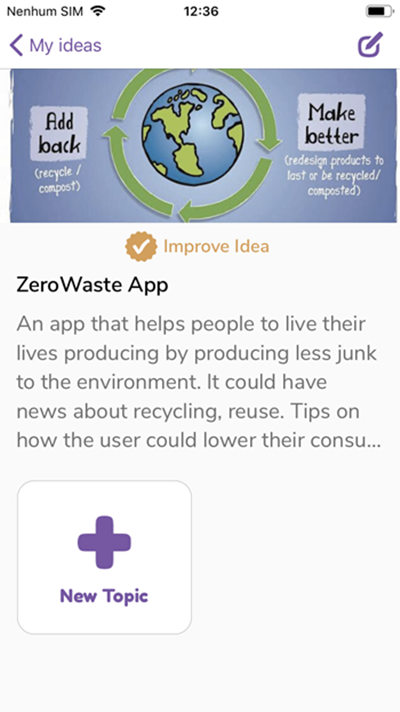 Nenhum SIM 12:36
My ideas
Add
back
(recycle /
compost)
Make
better
(redesign products to
last or be recycled/
composted)
Improve Idea
ZeroWaste App
An app that helps people to live their
lives producing by producing less junk
to the environment. It could have
news about recycling, reuse. Tips on
how the user could lower their consu...
New Topic